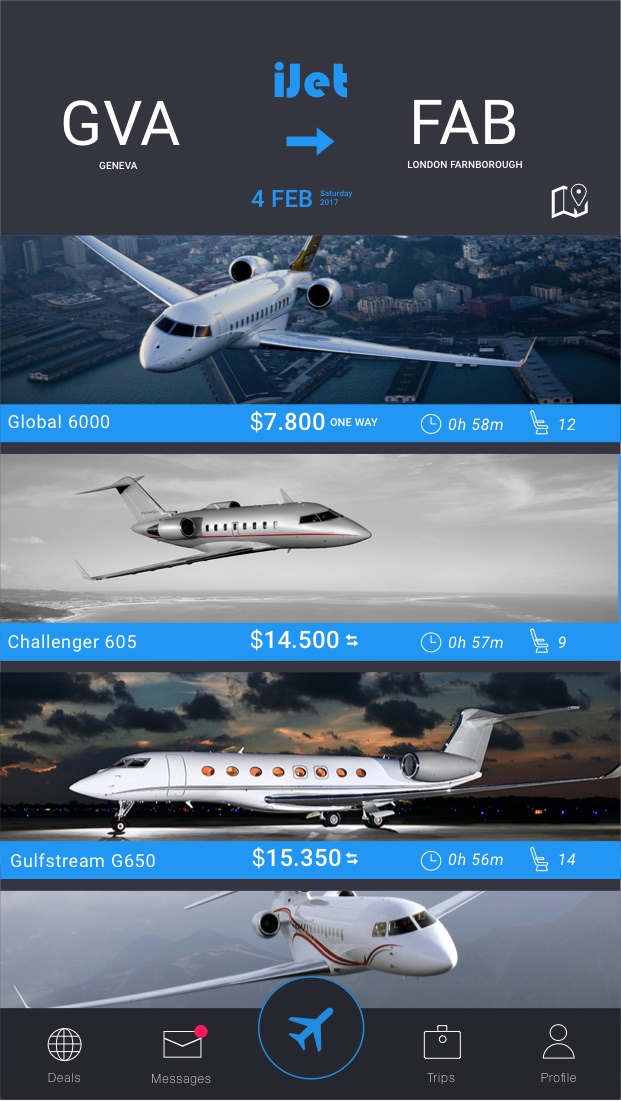 iJet
GVA
FAB
GENEVA
LONDON FARNBOROUGH
4 FEB Saturday
2017
Global 6000 $7.800 ONE WAY 0h 58m 12
Challenger 605 $14.500 0h 57m 9
Gulfstream G650 $15.350 0h 56m 14
Deals Messages Trips Profile